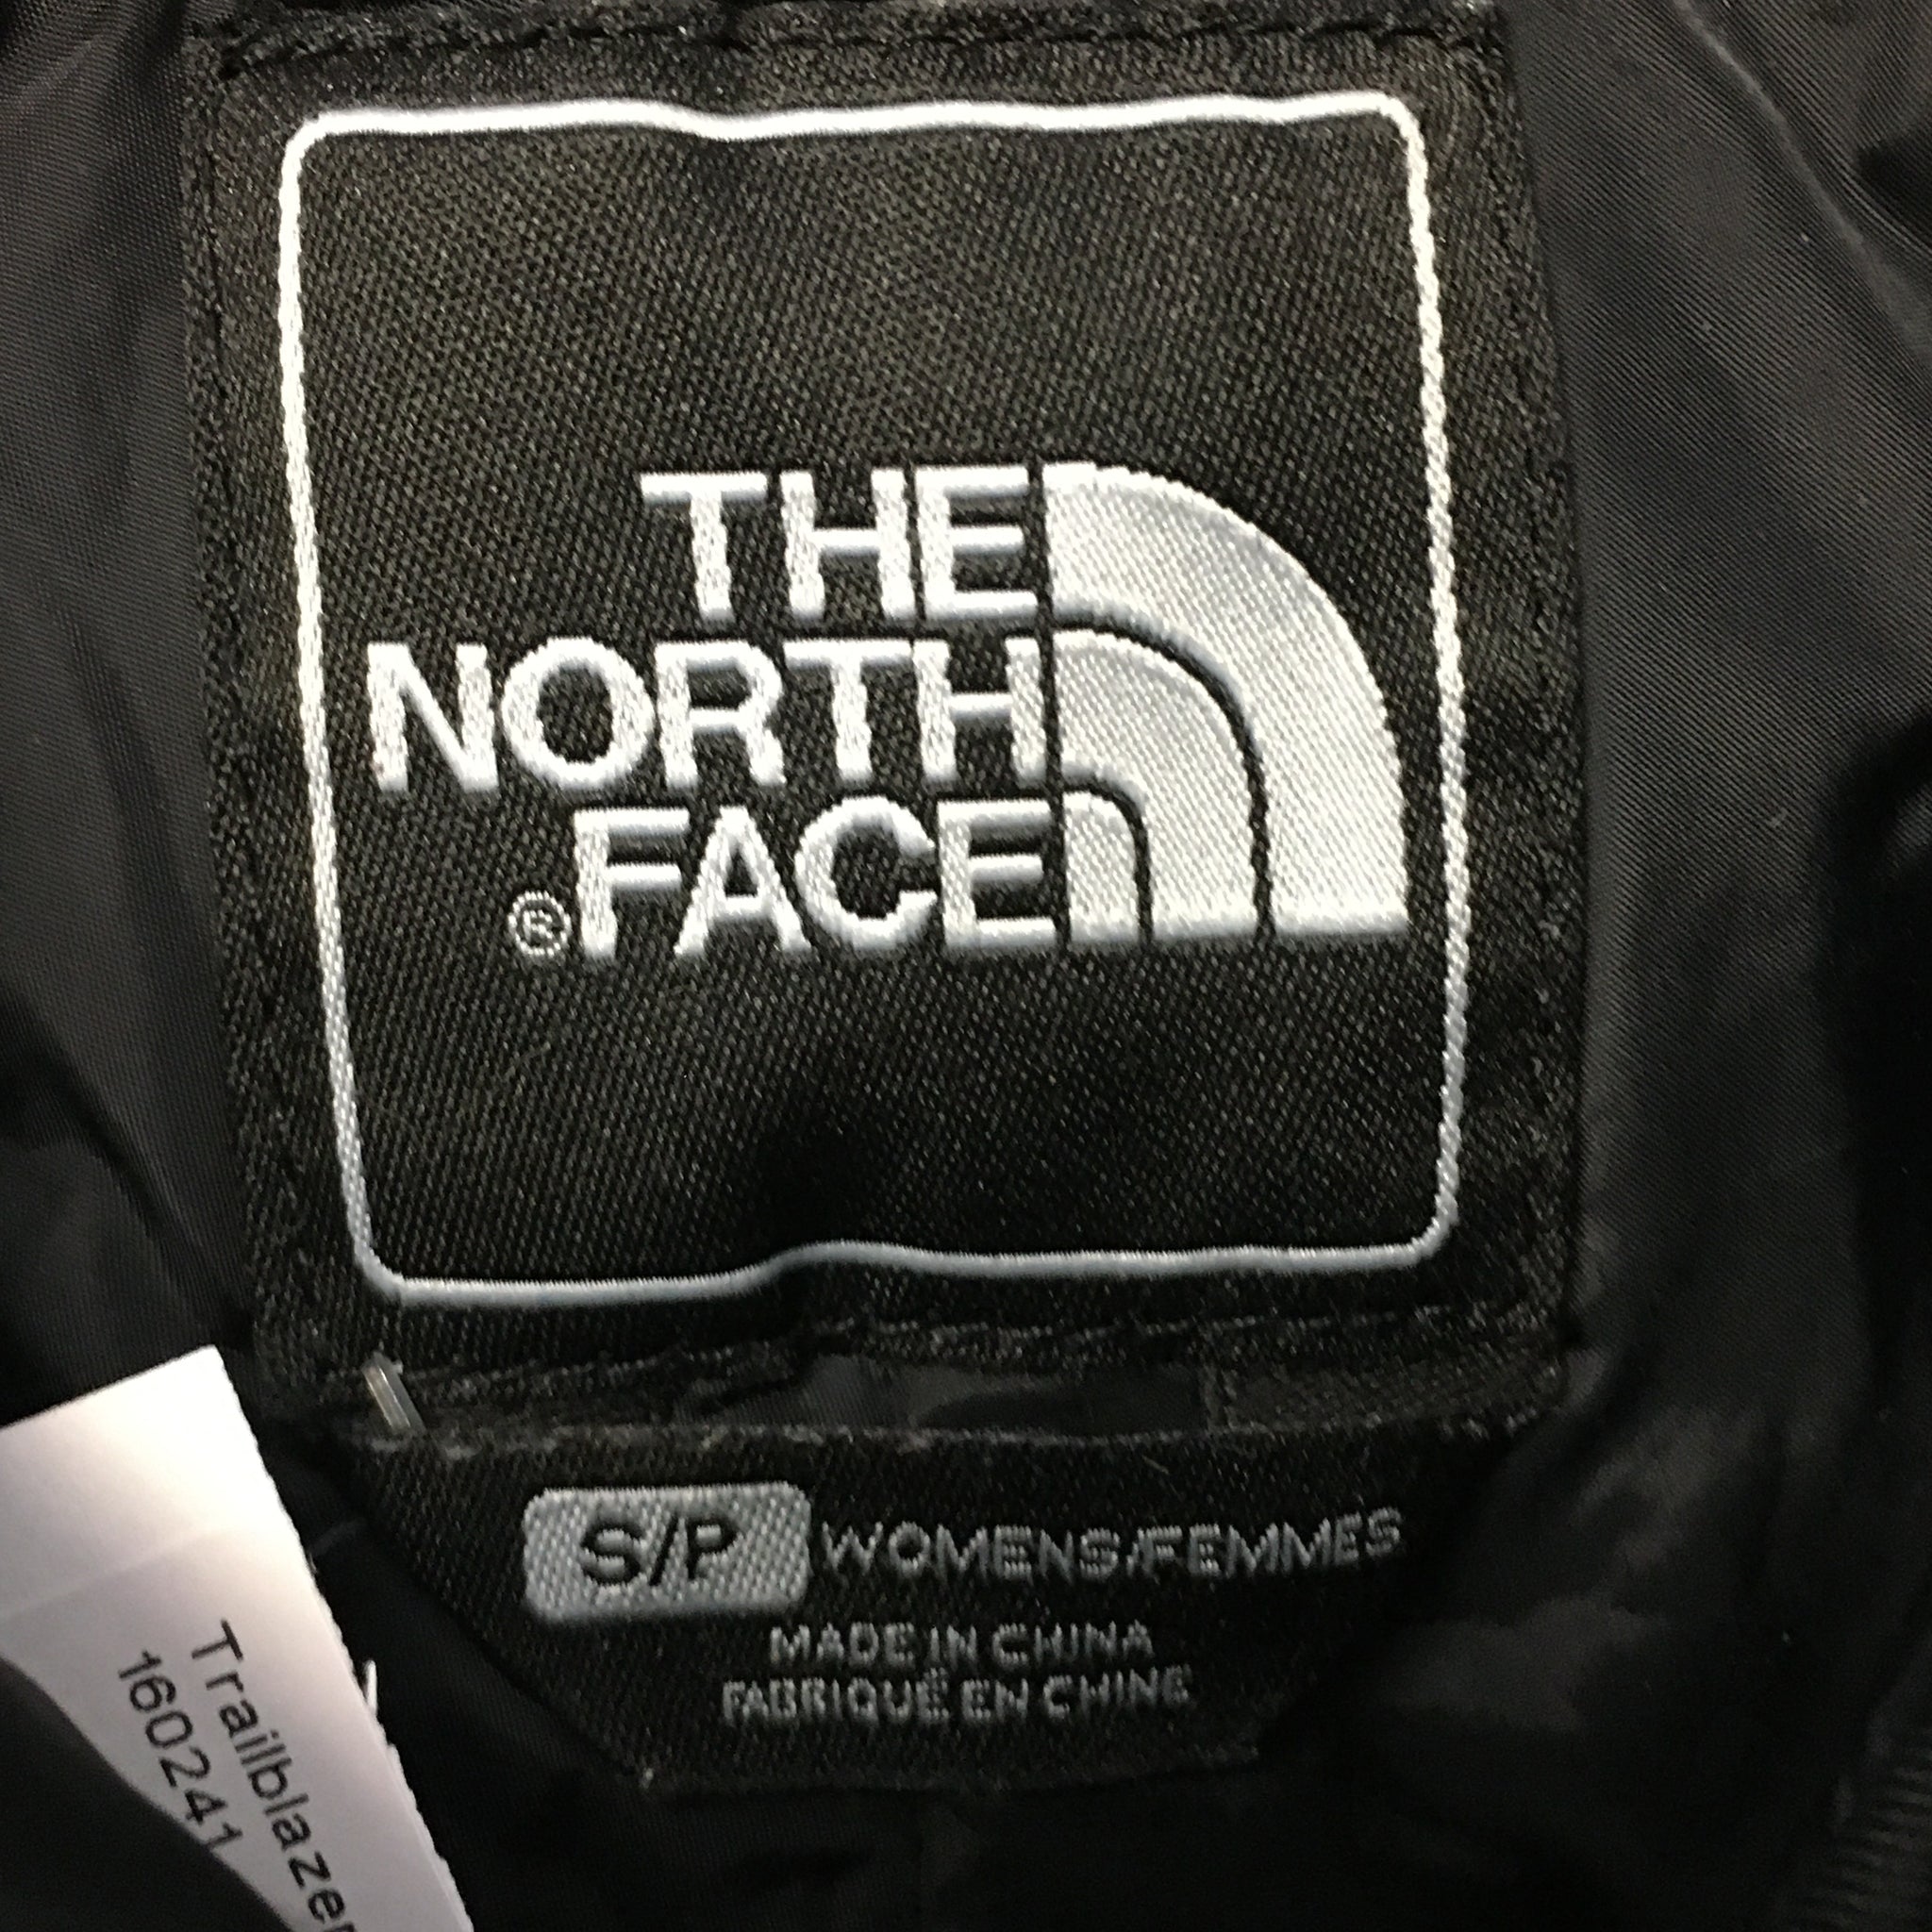 THE
NORTH
®FACE
S/P WOMENS/FEMMES
MADE IN CHINA
FABRIQUÉ EN CHINE
Trailblazer
160241